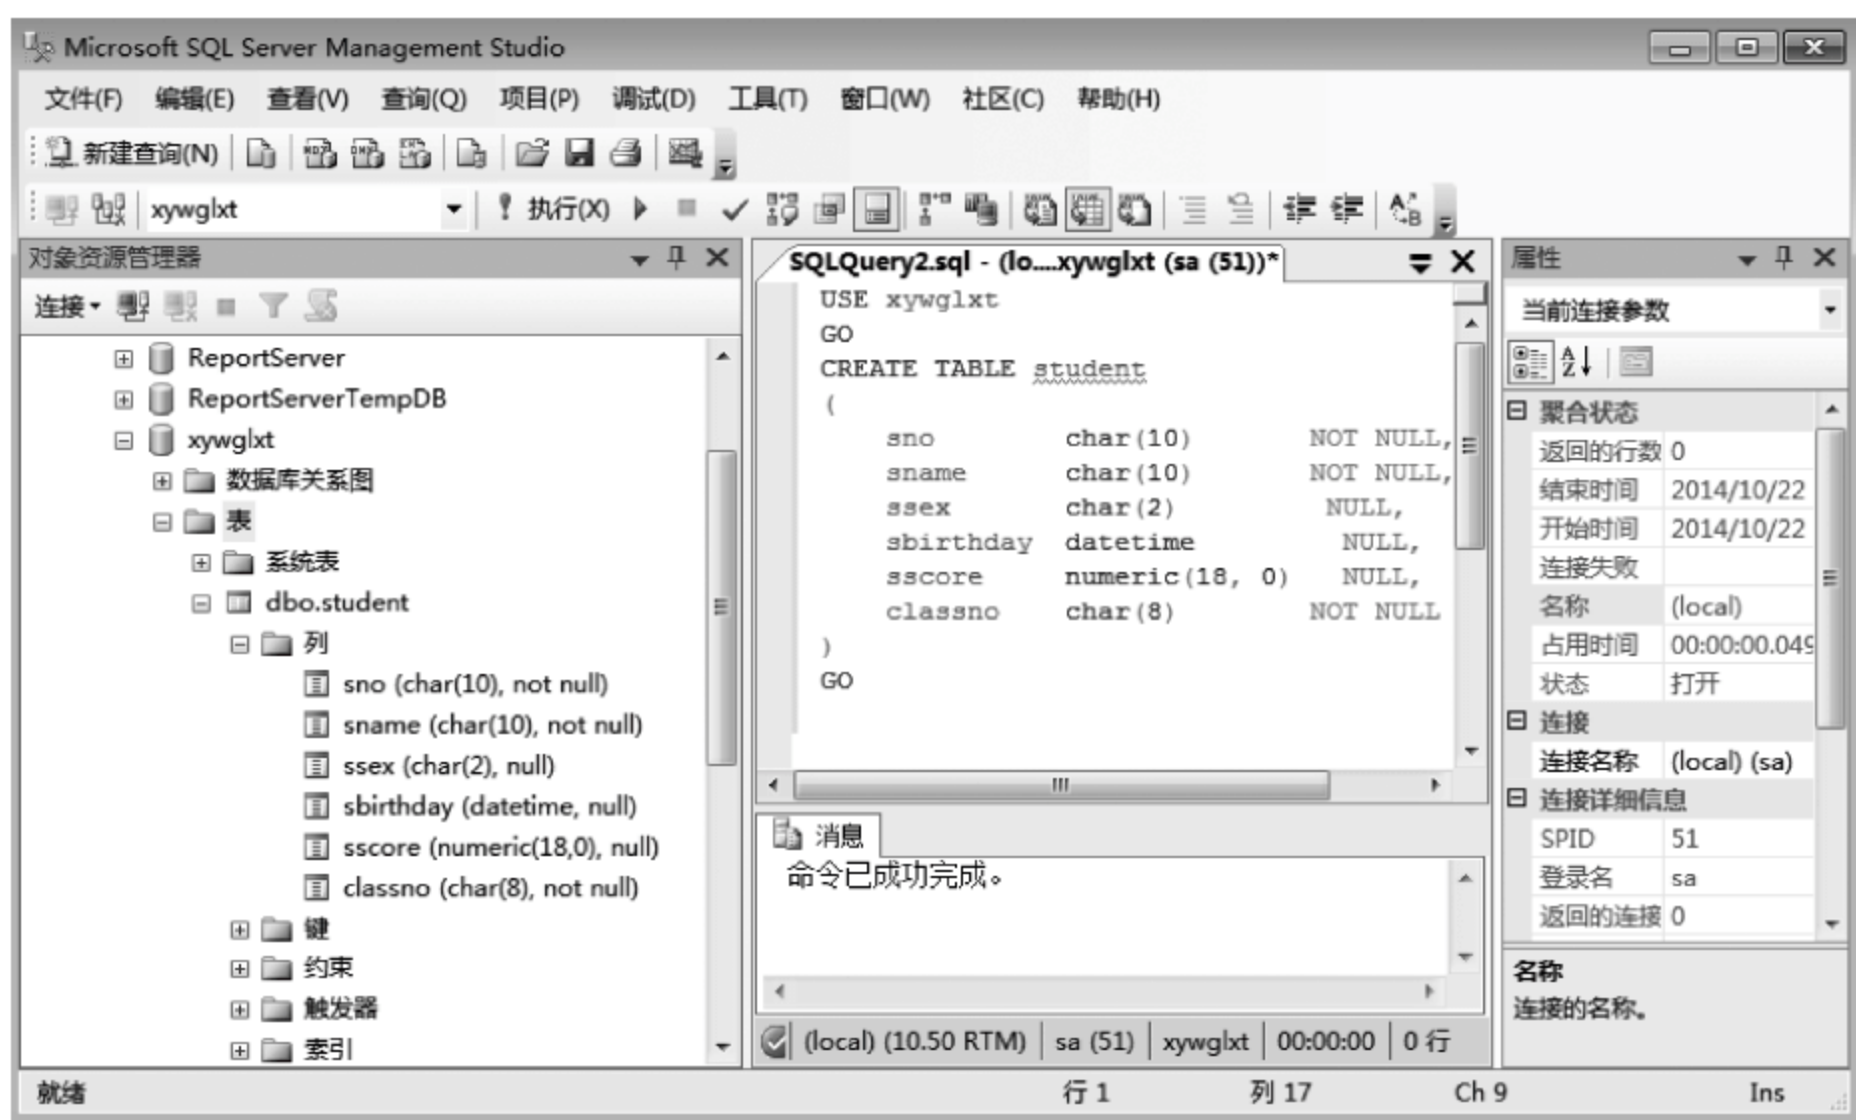 Microsoft SQL Server Management Studio
文件(F) 编辑(E) 查看(V) 查询(Q) 项目(P) 调试(D) 工具(T) 窗口(W) 社区(C) 帮助(H)
新建查询(N)
xywglxt 执行(X)
对象资源管理器
连接
ReportServer
ReportServerTempDB
xywglxt
数据库关系图
表
系统表
dbo.student
列
sno (char(10), not null)
sname (char(10), not null)
ssex (char(2), null)
sbirthday (datetime, null)
sscore (numeric(18,0), null)
classno (char(8), not null)
键
约束
触发器
索引
SQLQuery2.sql - (lo....xywglxt (sa (51))*
USE xywglxt
GO
CREATE TABLE student
(
sno char(10) NOT NULL,
sname char(10) NOT NULL,
ssex char(2) NULL,
sbirthday datetime NULL,
sscore numeric(18, 0) NULL,
classno char(8) NOT NULL
)
GO
消息
命令已成功完成。
(local) (10.50 RTM) sa (51) xywglxt 00:00:00 0 行
属性
当前连接参数
聚合状态
返回的行数 0
结束时间 2014/10/22
开始时间 2014/10/22
连接失败
名称 (local)
占用时间 00:00:00.049
状态 打开
连接
连接名称 (local) (sa)
连接详细信息
SPID 51
登录名 sa
返回的连接 0
名称
连接的名称。
就绪 行 1 列 17 Ch 9 Ins